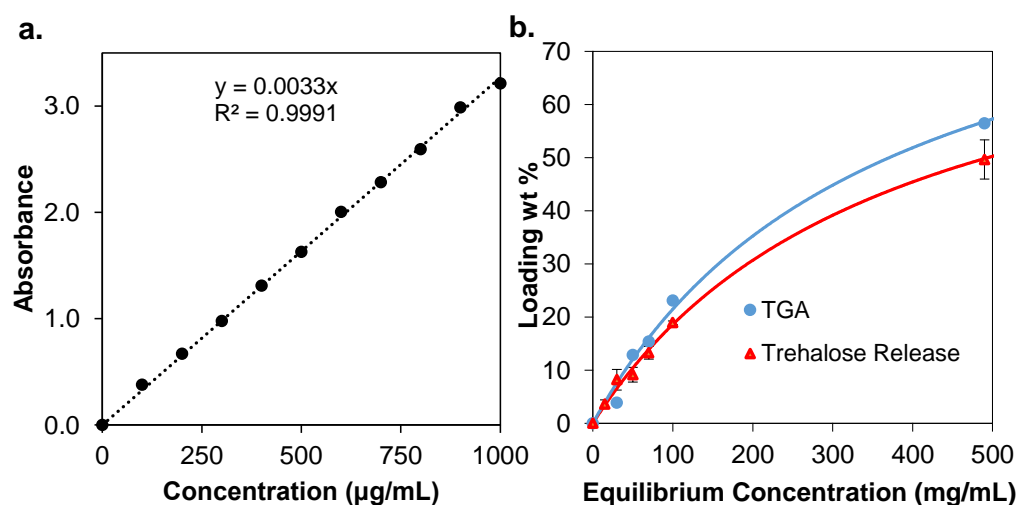 a.
y = 0.0033x
R² = 0.9991
3.0
2.0
1.0
0.0
Absorbance
0 250 500 750 1000
Concentration (µg/mL)
b.
70
60
50
40
30
20
10
0
Loading wt %
TGA
Trehalose Release
0 100 200 300 400 500
Equilibrium Concentration (mg/mL)